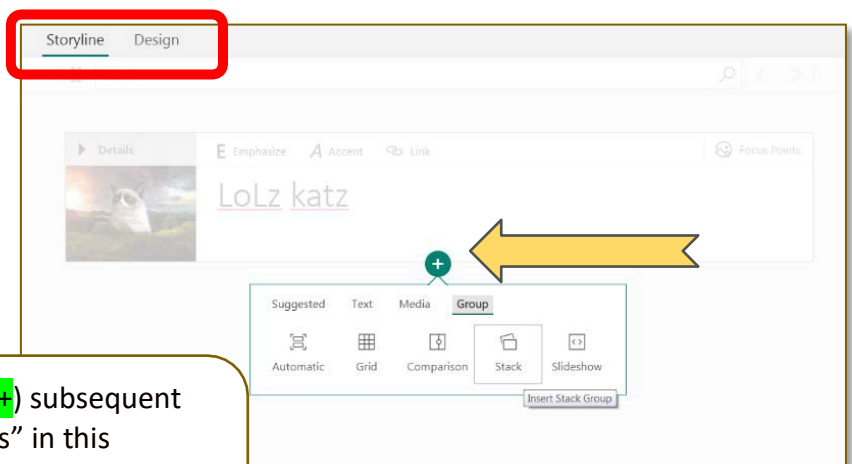 Storyline Design
Details E Emphasize A Accent Link Focus Points
LoLz katz
+
Suggested Text Media Group
Automatic Grid Comparison Stack Slideshow
Insert Stack Group
+) subsequent
s” in this